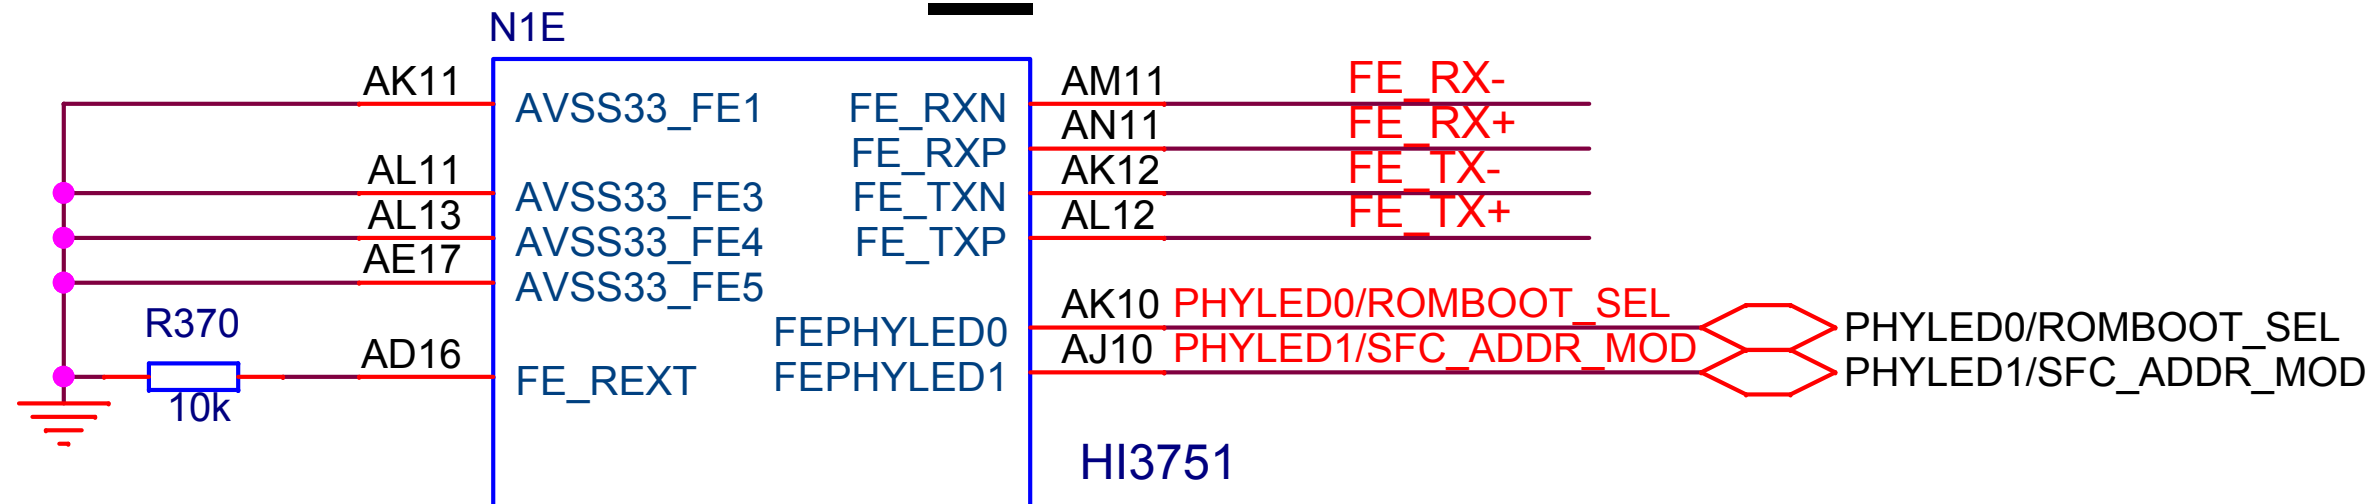 N1E
AK11
AVSS33_FE1
FE_RXN
AM11
FE_RX-
FE_RXP
AN11
FE_RX+
AL11
AVSS33_FE3
FE_TXN
AK12
FE_TX-
AL13
AVSS33_FE4
FE_TXP
AL12
FE_TX+
AE17
AVSS33_FE5
FEPHYLED0
AK10
PHYLED0/ROMBOOT_SEL
PHYLED0/ROMBOOT_SEL
R370
10k
AD16
FE_REXT
FEPHYLED1
AJ10
PHYLED1/SFC_ADDR_MOD
PHYLED1/SFC_ADDR_MOD
HI3751